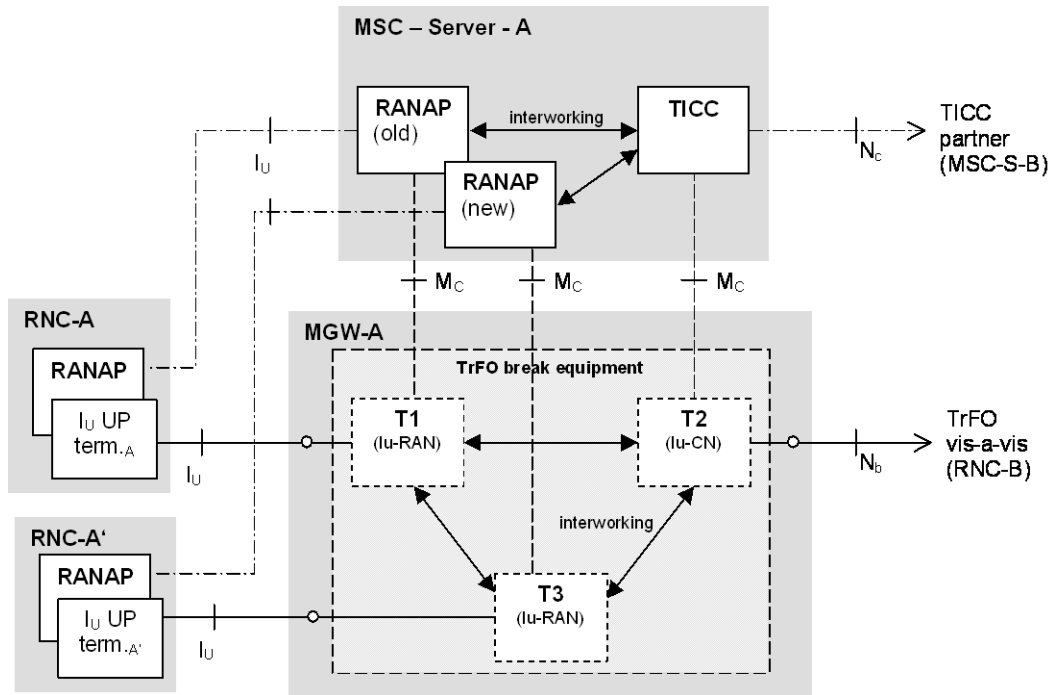 MSC – Server - A
RANAP
(old)
interworking
TICC
TICC
partner
(MSC-S-B)
IU
NC
RANAP
(new)
IU
MC
MC
MC
RNC-A
RANAP
IU UP
term.A
IU
MGW-A
TrFO break equipment
T1
(Iu-RAN)
T2
(Iu-CN)
TrFO
vis-a-vis
(RNC-B)
Nb
interworking
RNC-A‘
RANAP
IU UP
term.A'
IU
T3
(Iu-RAN)